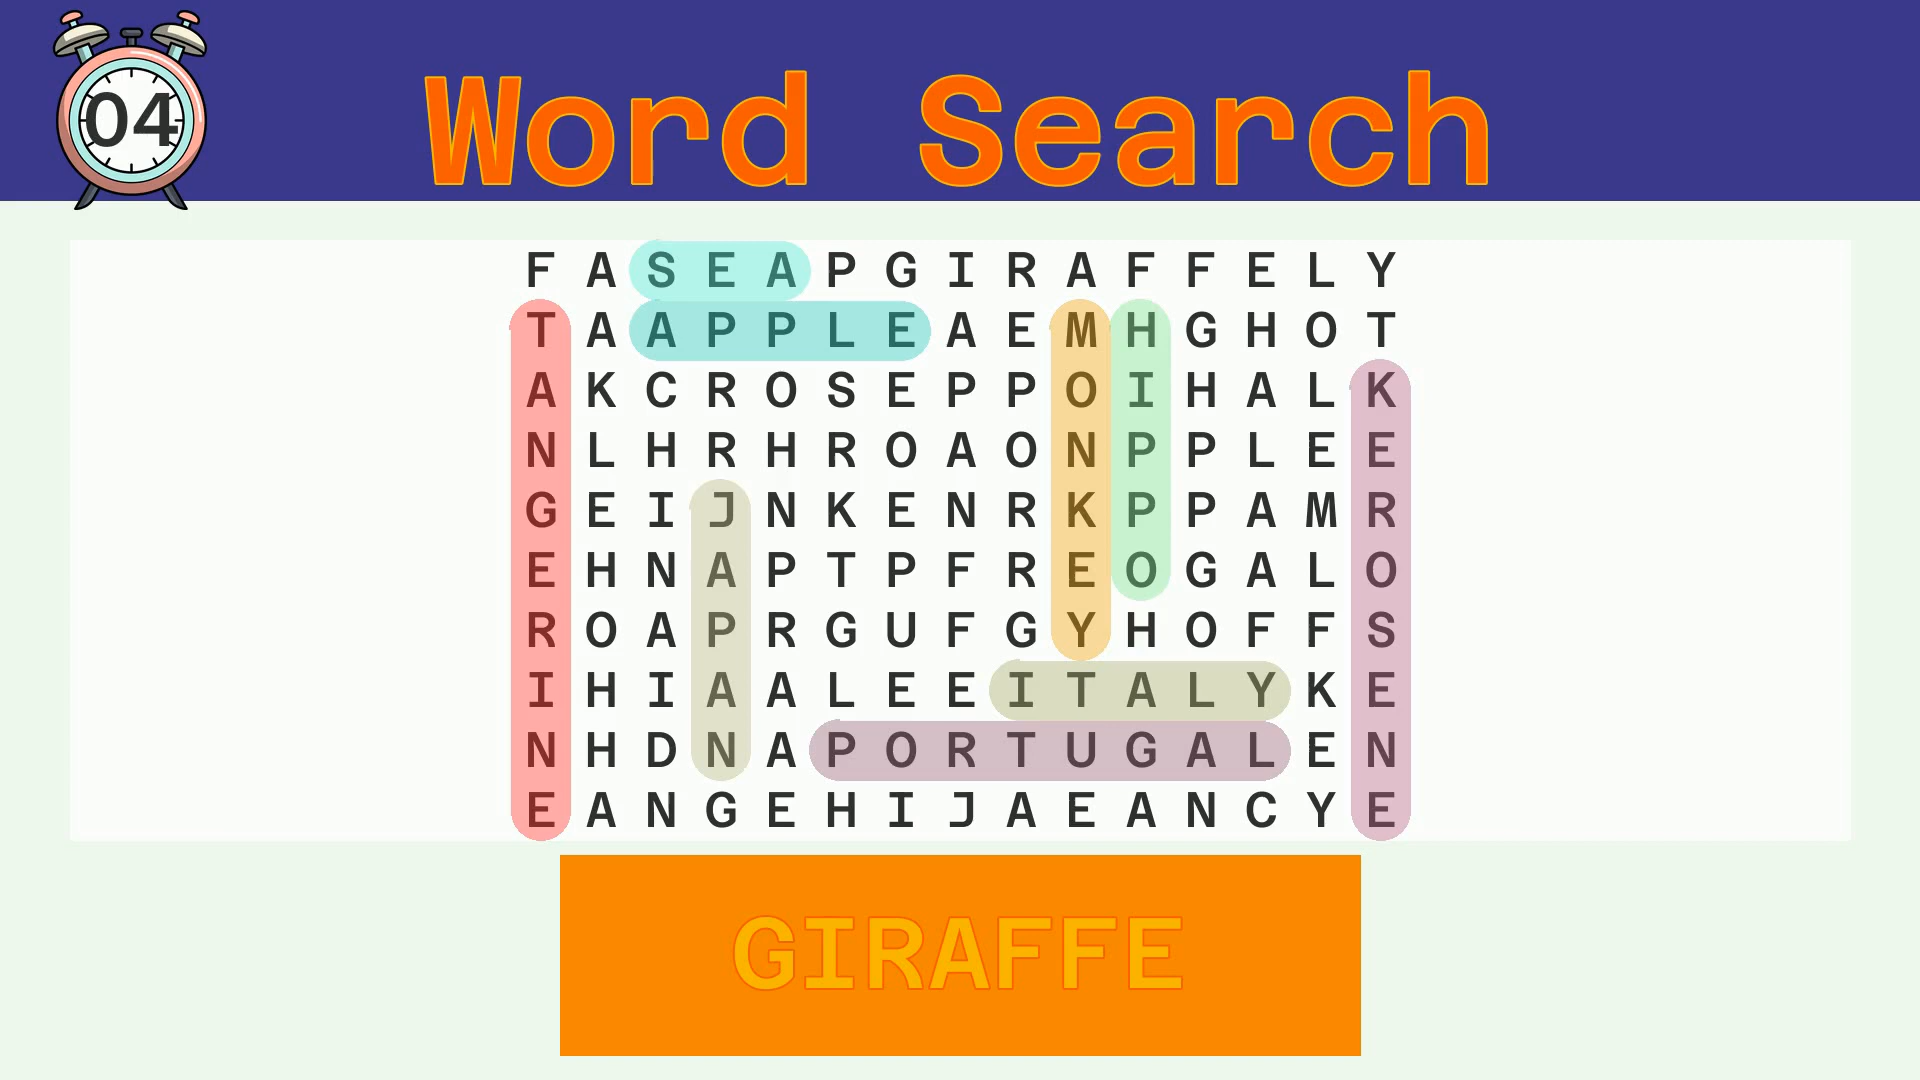 04
Word Search
F A S E A P G I R A F F E L Y
T A A P P L E A E M H G H O T
A K C R O S E P P O I H A L K
N L H R H R O A O N P P L E E
G E I J N K E N R K P P A M R
E H N A P T P F R E O G A L O
R O A P R G U F G Y H O F F S
I H I A A L E E I T A L Y K E
N H D N A P O R T U G A L E N
E A N G E H I J A E A N C Y E
GIRAFFE